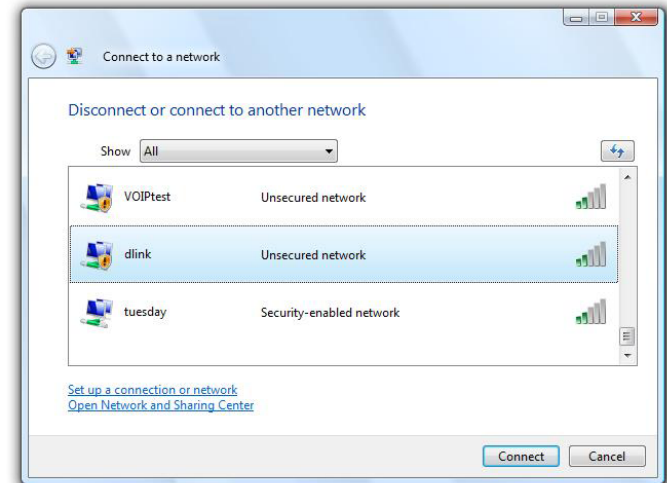 Connect to a network
Disconnect or connect to another network
Show All
VOIPtest Unsecured network
dlink Unsecured network
tuesday Security-enabled network
Set up a connection or network
Open Network and Sharing Center
Connect Cancel